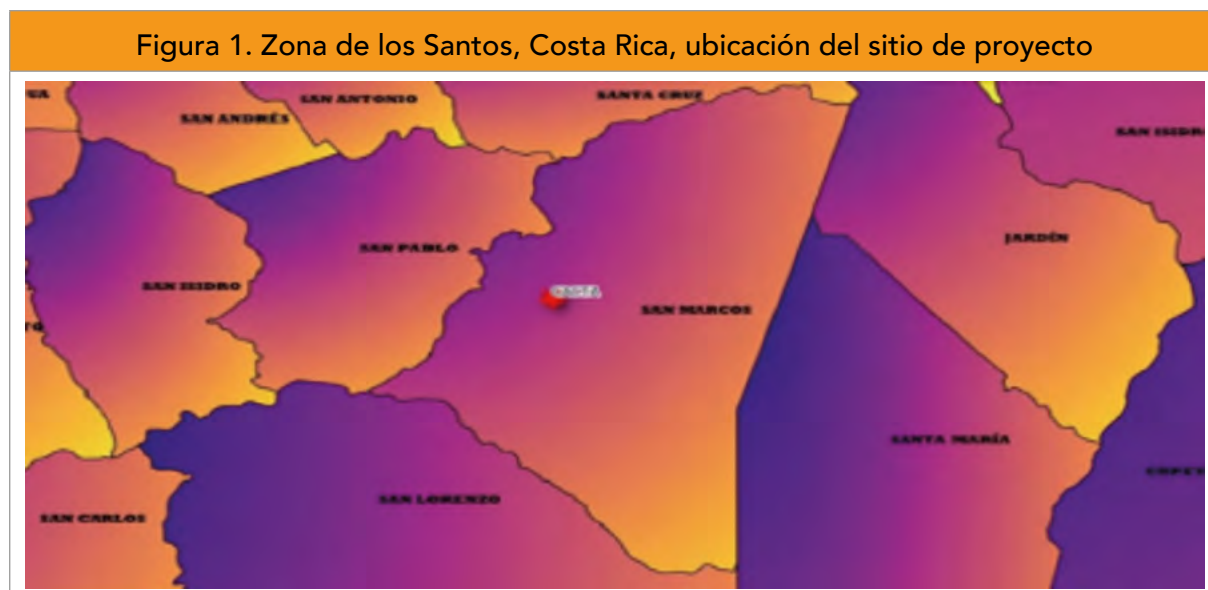 Figura 1. Zona de los Santos, Costa Rica, ubicación del sitio de proyecto
SAN ANTONIO
SANTA CRUZ
SAN ANDRÉS
SAN ISIDRO
SAN PABLO
JARDÍN
SAN ISIDRO
SAN MARCOS
SANTA MARÍA
SAN LORENZO
SAN CARLOS